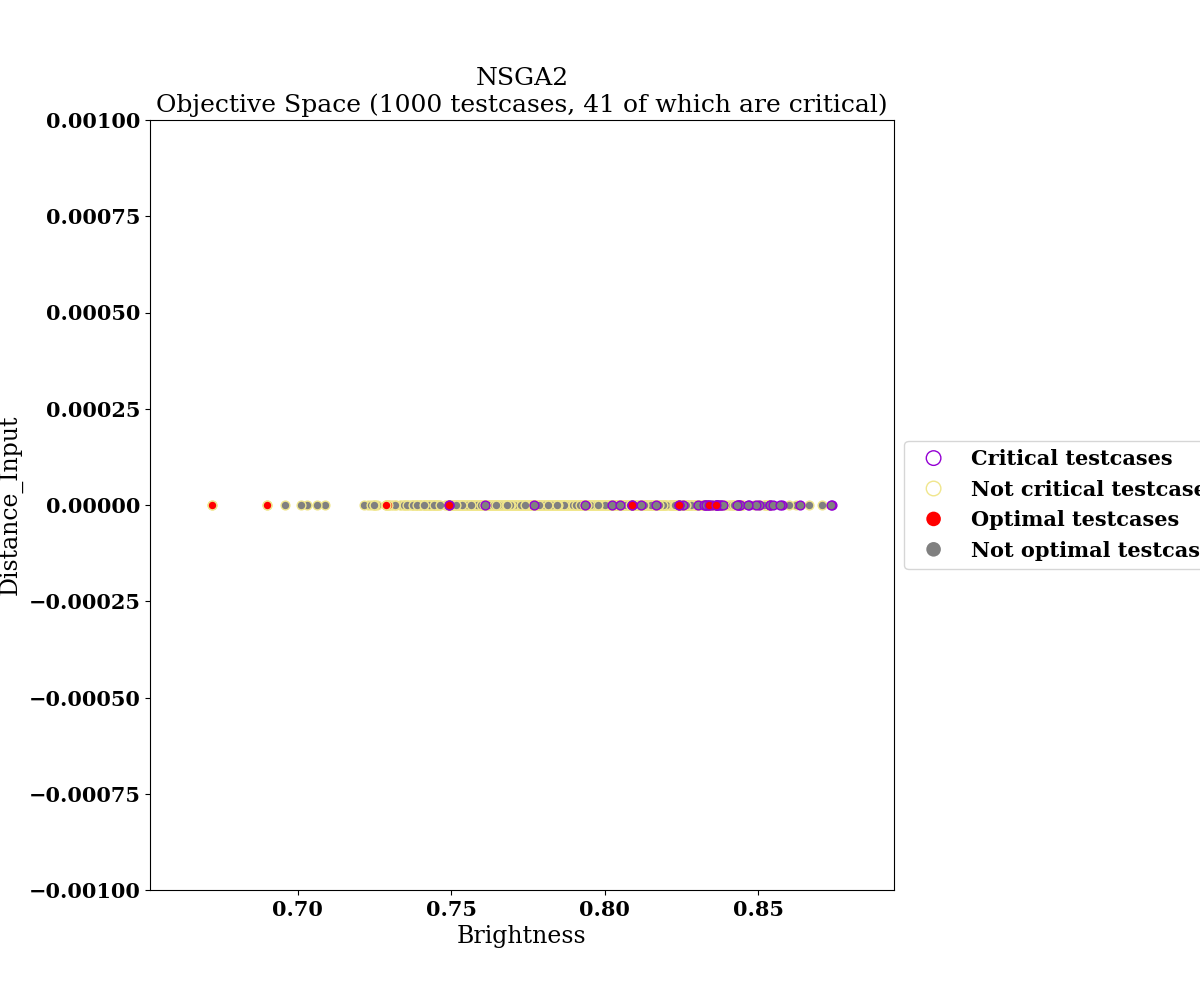 NSGA2
Objective Space (1000 testcases, 41 of which are critical)
0.00100
0.00075
0.00050
0.00025
0.00000
−0.00025
−0.00050
−0.00075
−0.00100
Distance_Input
0.70 0.75 0.80 0.85
Brightness
Critical testcases
Not critical testcase
Optimal testcases
Not optimal testcas